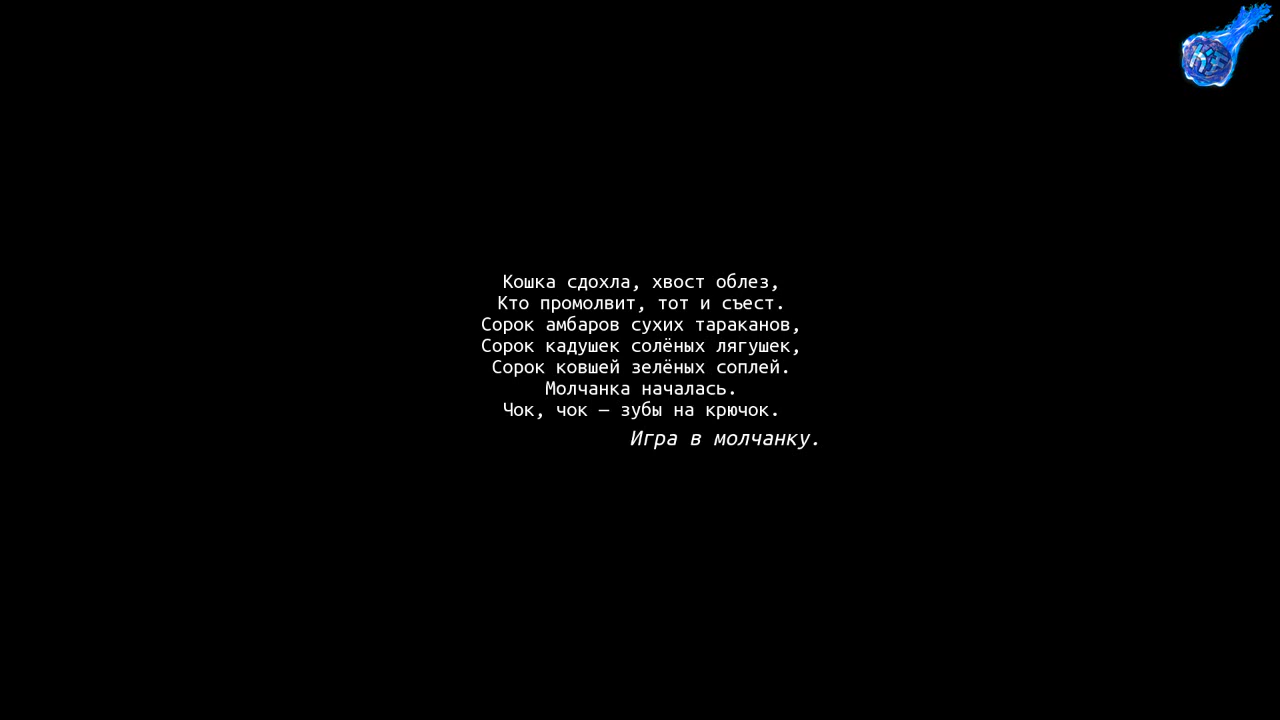 Кошка сдохла, хвост облез,
Кто промолвит, тот и съест.
Сорок амбаров сухих тараканов,
Сорок кадушек солёных лягушек,
Сорок ковшей зелёных соплей.
Молчанка началась.
Чок, чок – зубы на крючок.
Игра в молчанку.